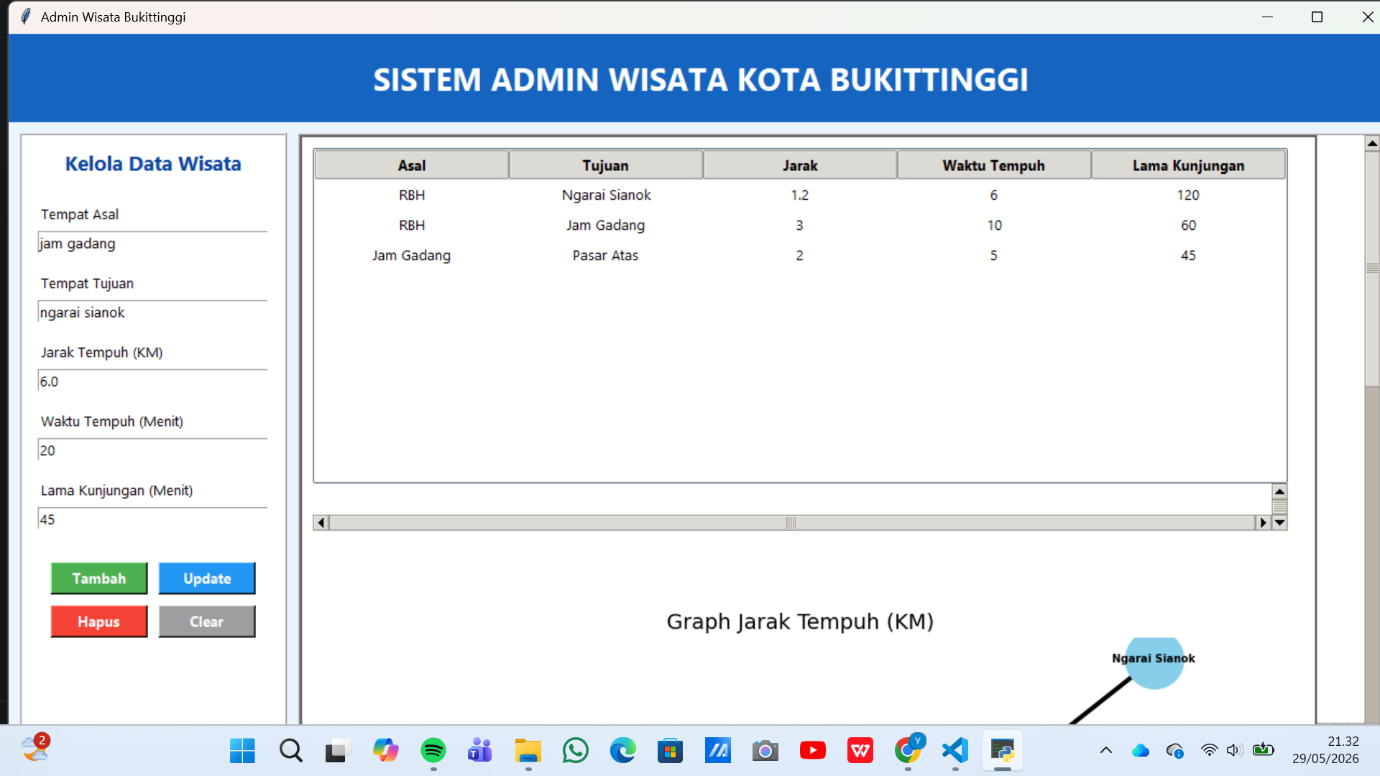 Admin Wisata Bukittinggi
SISTEM ADMIN WISATA KOTA BUKITTINGGI
Kelola Data Wisata
Tempat Asal
jam gadang
Tempat Tujuan
ngarai sianok
Jarak Tempuh (KM)
6.0
Waktu Tempuh (Menit)
20
Lama Kunjungan (Menit)
45
Tambah Update
Hapus Clear
Asal Tujuan Jarak Waktu Tempuh Lama Kunjungan
RBH Ngarai Sianok 1.2 6 120
RBH Jam Gadang 3 10 60
Jam Gadang Pasar Atas 2 5 45
Graph Jarak Tempuh (KM)
Ngarai Sianok
2
Y
21.32
29/05/2026